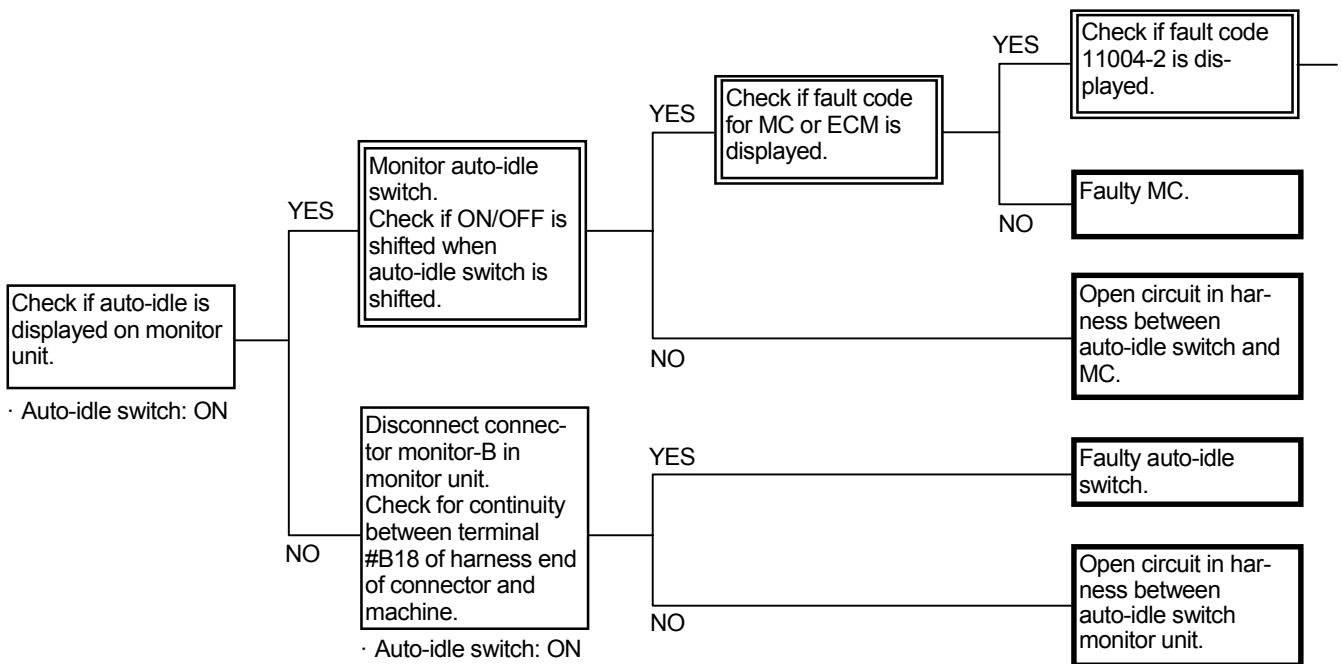 Check if auto-idle is
displayed on monitor
unit.
· Auto-idle switch: ON
YES
NO
Monitor auto-idle
switch.
Check if ON/OFF is
shifted when
auto-idle switch is
shifted.
YES
NO
Check if fault code
for MC or ECM is
displayed.
YES
NO
Check if fault code
11004-2 is dis-
played.
Faulty MC.
Open circuit in har-
ness between
auto-idle switch and
MC.
Disconnect connec-
tor monitor-B in
monitor unit.
Check for continuity
between terminal
#B18 of harness end
of connector and
machine.
· Auto-idle switch: ON
YES
NO
Faulty auto-idle
switch.
Open circuit in har-
ness between
auto-idle switch
monitor unit.